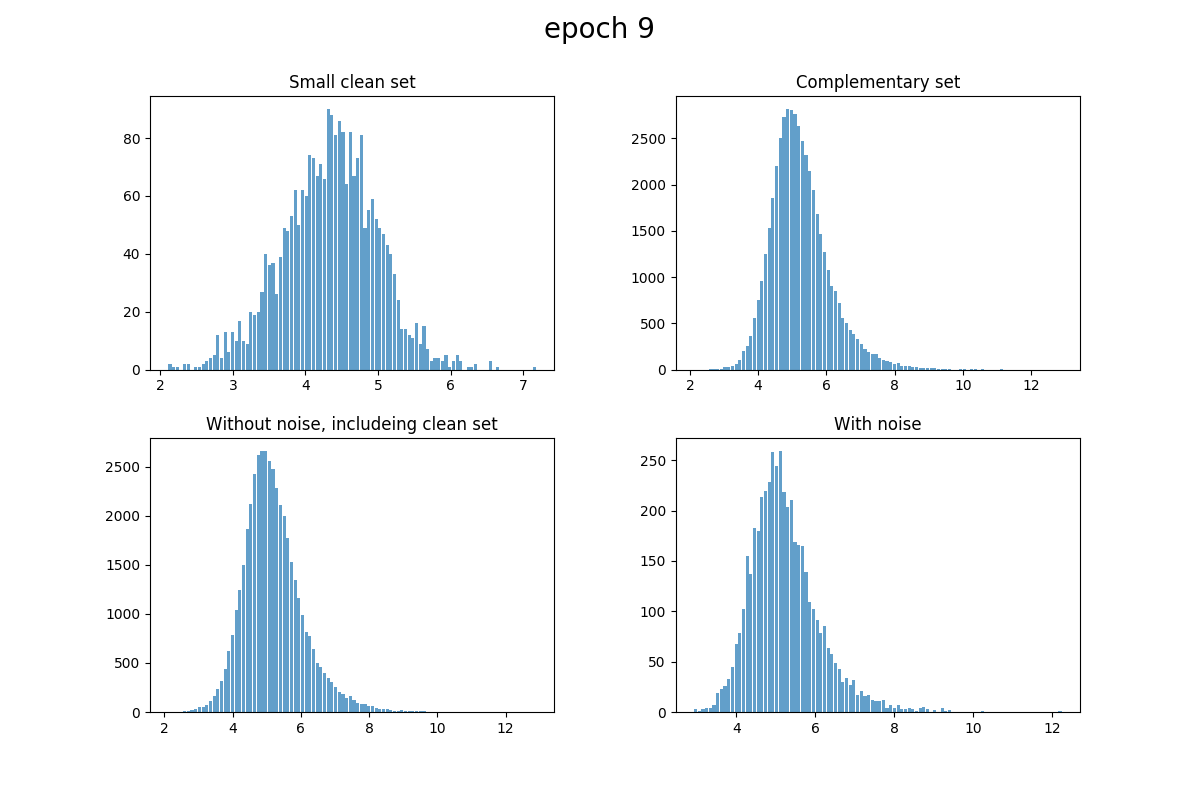 epoch 9
Small clean set
80
60
40
20
0
2 3 4 5 6 7
Complementary set
2500
2000
1500
1000
500
0
2 4 6 8 10 12
Without noise, includeing clean set
2500
2000
1500
1000
500
0
2 4 6 8 10 12
With noise
250
200
150
100
50
0
4 6 8 10 12